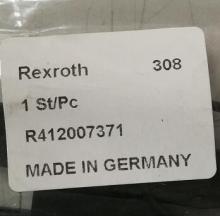 Rexroth 308
1 St/Pc
R412007371
MADE IN GERMANY